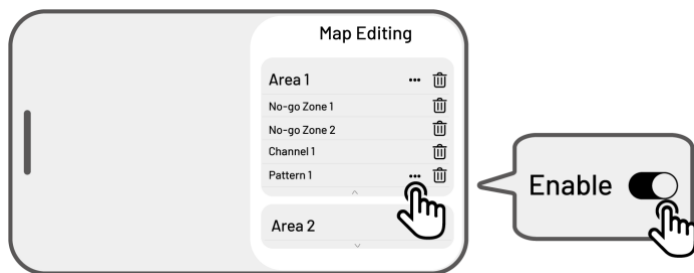 Map Editing
Area 1
No-go Zone 1
No-go Zone 2
Channel 1
Pattern 1
Enable
Area 2